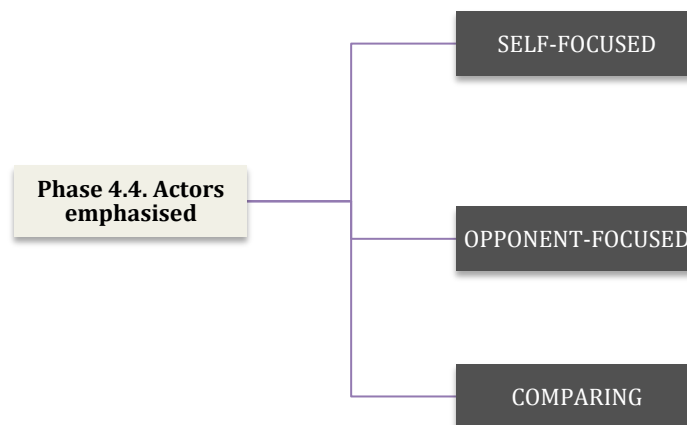 SELF-FOCUSED
Phase 4.4. Actors
emphasised
OPPONENT-FOCUSED
COMPARING